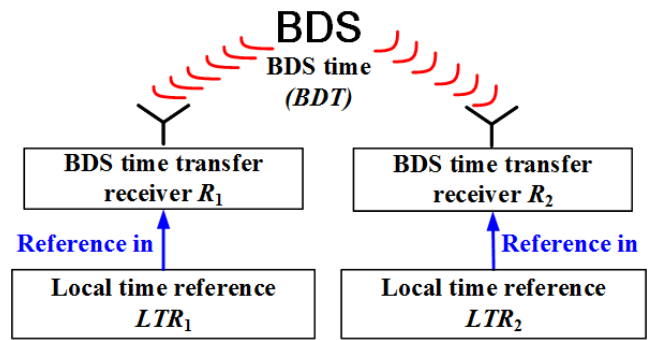 BDS
BDS time
(BDT)
BDS time transfer
receiver R1
BDS time transfer
receiver R2
Reference in
Reference in
Local time reference
LTR1
Local time reference
LTR2